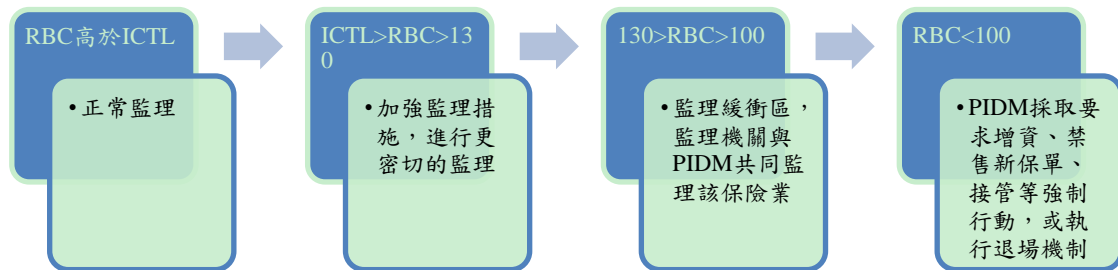 RBC高於ICTL
•正常監理
ICTL>RBC>13
0
•加強監理措
施，進行更
密切的監理
130>RBC>100
•監理緩衝區，
監理機關與
PIDM共同監
理該保險業
RBC<100
•PIDM採取要
求增資、禁
售新保單、
接管等強制
行動，或執
行退場機制